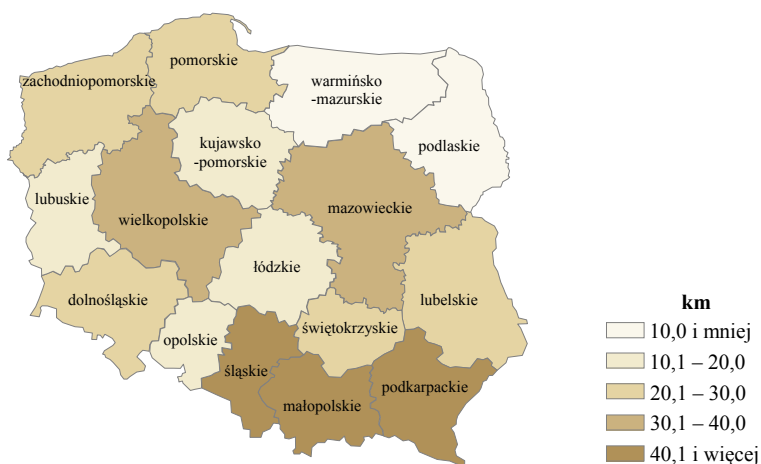 pomorskie
zachodniopomorskie
warmińsko
-mazurskie
kujawsko
-pomorskie
podlaskie
lubuskie
wielkopolskie
mazowieckie
łódzkie
dolnośląskie
lubelskie
opolskie
świętokrzyskie
śląskie
małopolskie
podkarpackie
km
10,0 i mniej
10,1 – 20,0
20,1 – 30,0
30,1 – 40,0
40,1 i więcej